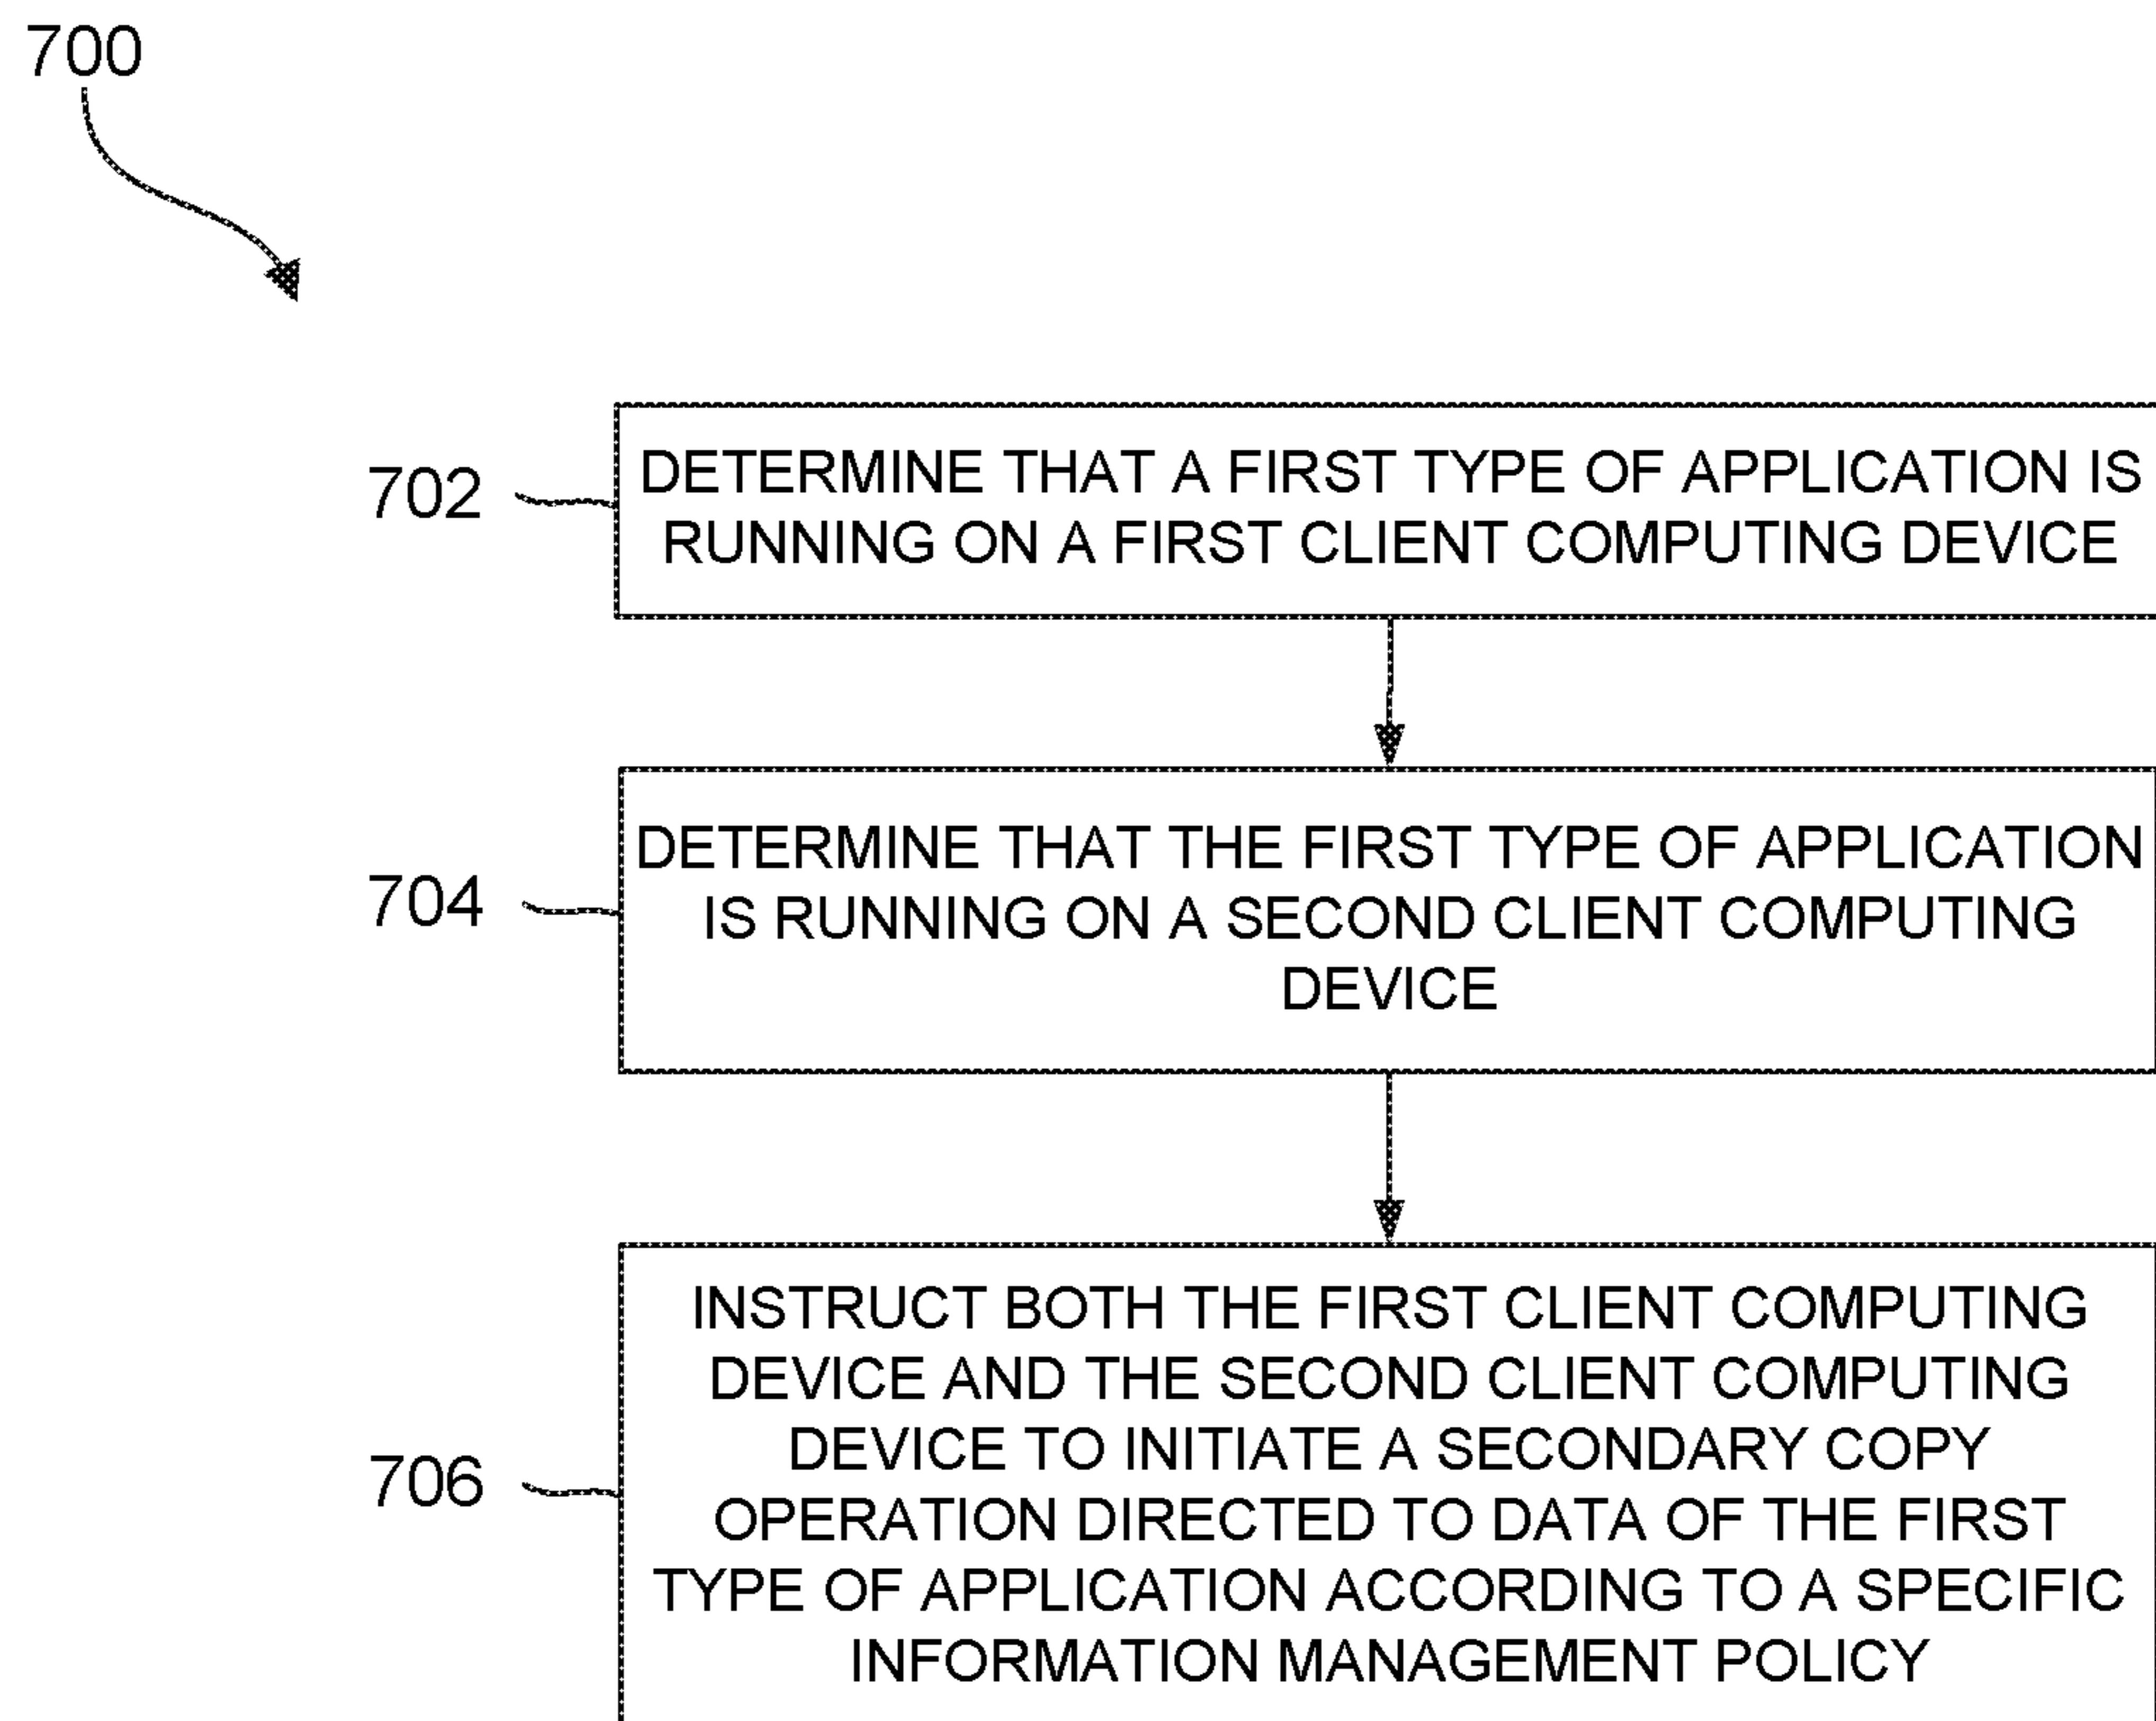 700
702
DETERMINE THAT A FIRST TYPE OF APPLICATION IS
RUNNING ON A FIRST CLIENT COMPUTING DEVICE
704
DETERMINE THAT THE FIRST TYPE OF APPLICATION
IS RUNNING ON A SECOND CLIENT COMPUTING
DEVICE
706
INSTRUCT BOTH THE FIRST CLIENT COMPUTING
DEVICE AND THE SECOND CLIENT COMPUTING
DEVICE TO INITIATE A SECONDARY COPY
OPERATION DIRECTED TO DATA OF THE FIRST
TYPE OF APPLICATION ACCORDING TO A SPECIFIC
INFORMATION MANAGEMENT POLICY